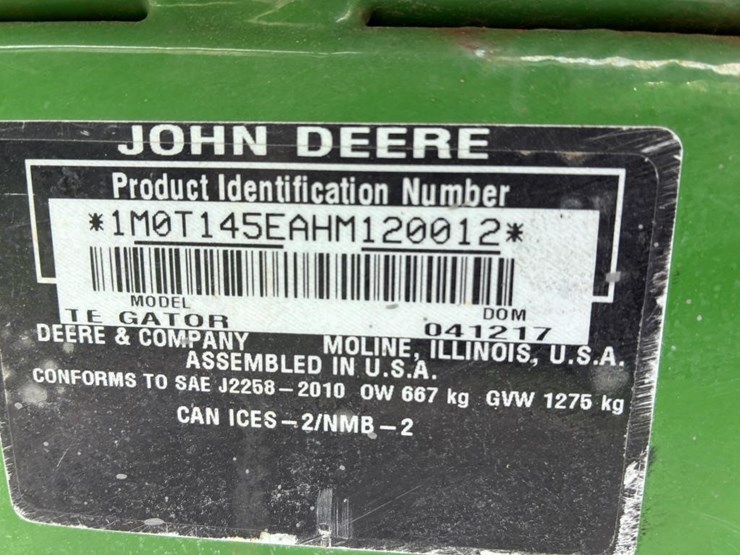 JOHN DEERE
Product Identification Number
*1M0T145EAHM120012*
MODEL DOM
TE GATOR 041217
DEERE & COMPANY MOLINE, ILLINOIS, U.S.A.
ASSEMBLED IN U.S.A.
CONFORMS TO SAE J2258-2010 OW 667 kg GVW 1275 kg
CAN ICES-2/NMB-2